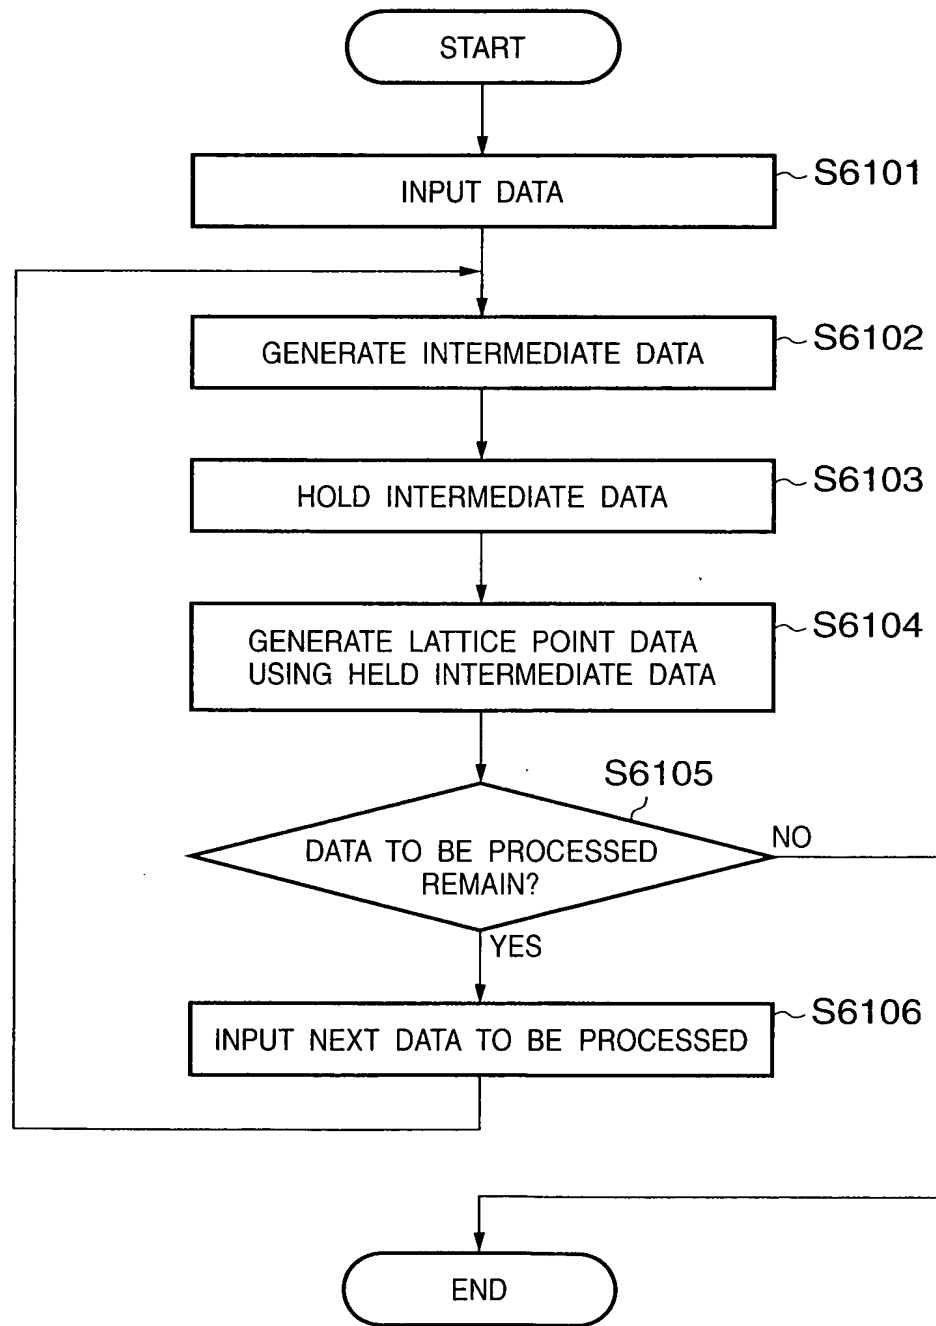 START
INPUT DATA
S6101
GENERATE INTERMEDIATE DATA
S6102
HOLD INTERMEDIATE DATA
S6103
GENERATE LATTICE POINT DATA
USING HELD INTERMEDIATE DATA
S6104
S6105
DATA TO BE PROCESSED
REMAIN?
NO
YES
INPUT NEXT DATA TO BE PROCESSED
S6106
END